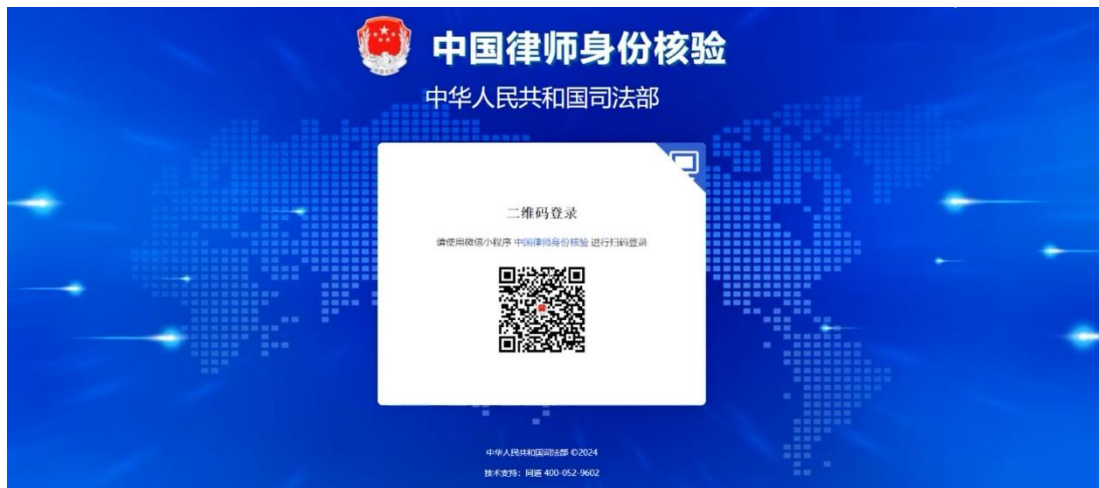 中国律师身份核验
中华人民共和国司法部
二维码登录
请使用微信小程序 中国律师身份核验 进行扫码登录
中华人民共和国司法部 ©2024
技术支持：同道 400-052-9602